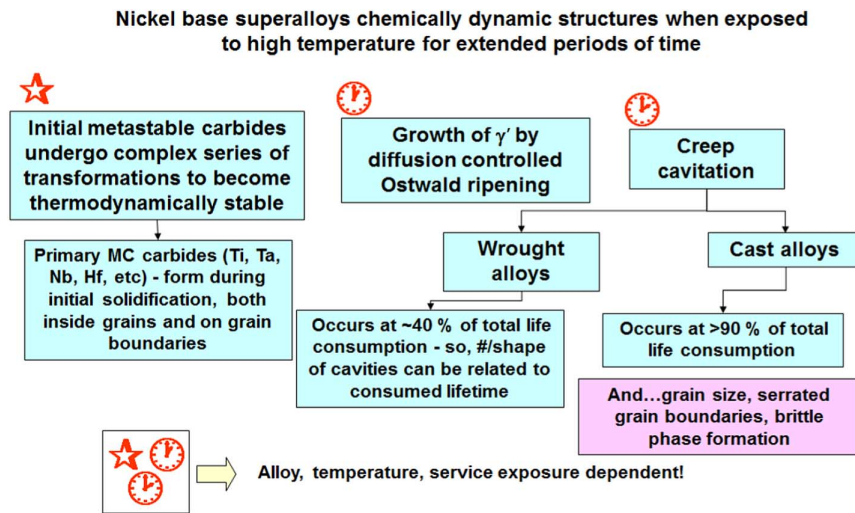 Nickel base superalloys chemically dynamic structures when exposed
to high temperature for extended periods of time
Initial metastable carbides
undergo complex series of
transformations to become
thermodynamically stable
Growth of γ′ by
diffusion controlled
Ostwald ripening
Creep
cavitation
Primary MC carbides (Ti, Ta,
Nb, Hf, etc) - form during
initial solidification, both
inside grains and on grain
boundaries
Wrought
alloys
Cast alloys
Occurs at ~40 % of total life
consumption - so, #/shape
of cavities can be related to
consumed lifetime
Occurs at >90 % of total
life consumption
And…grain size, serrated
grain boundaries, brittle
phase formation
Alloy, temperature, service exposure dependent!